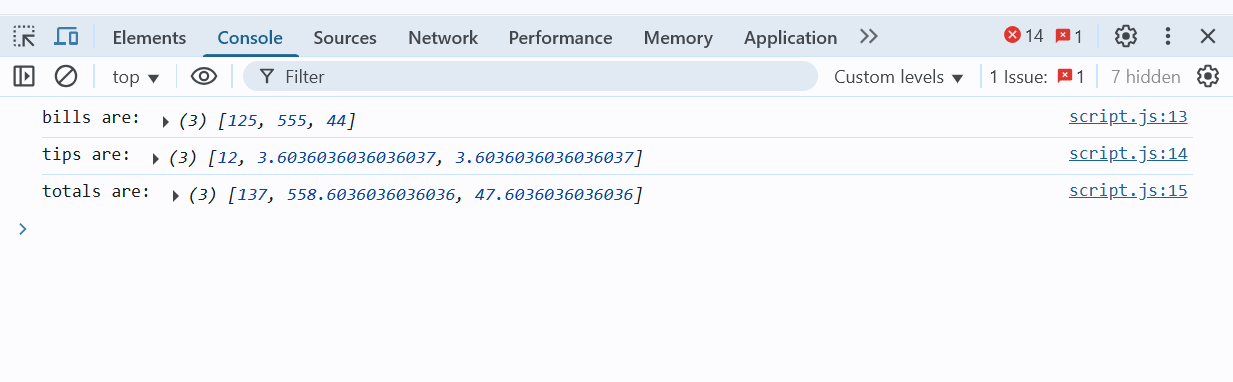 Elements Console Sources Network Performance Memory Application 14 1
top Filter Custom levels 1 Issue: 1 7 hidden
bills are: (3) [125, 555, 44] script.js:13
tips are: (3) [12, 3.6036036036036037, 3.6036036036036037] script.js:14
totals are: (3) [137, 558.6036036036036, 47.6036036036036] script.js:15